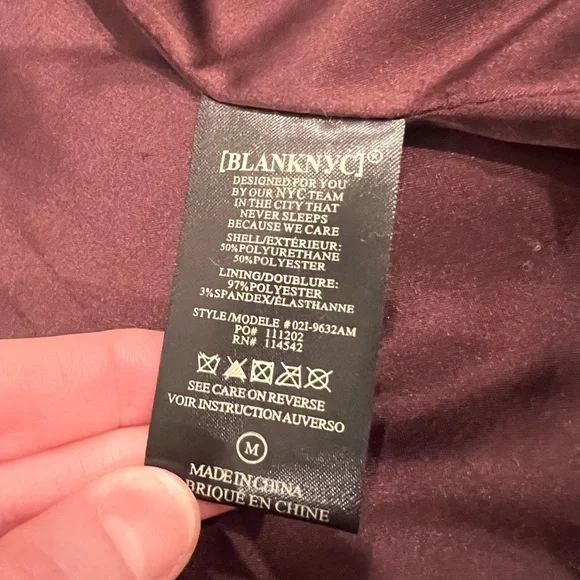 [BLANKNYC]®
DESIGNED FOR YOU
BY OUR NYC TEAM
IN THE CITY THAT
NEVER SLEEPS
BECAUSE WE CARE
SHELL/EXTÉRIEUR:
50%POLYURETHANE
50%POLYESTER
LINING/DOUBLURE:
97%POLYESTER
3%SPANDEX/ÉLASTHANNE
STYLE/MODELE #02I-9632AM
PO# 111202
RN# 114542
SEE CARE ON REVERSE
VOIR INSTRUCTION AUVERSO
M
MADE IN CHINA
BRIQUÉ EN CHINE